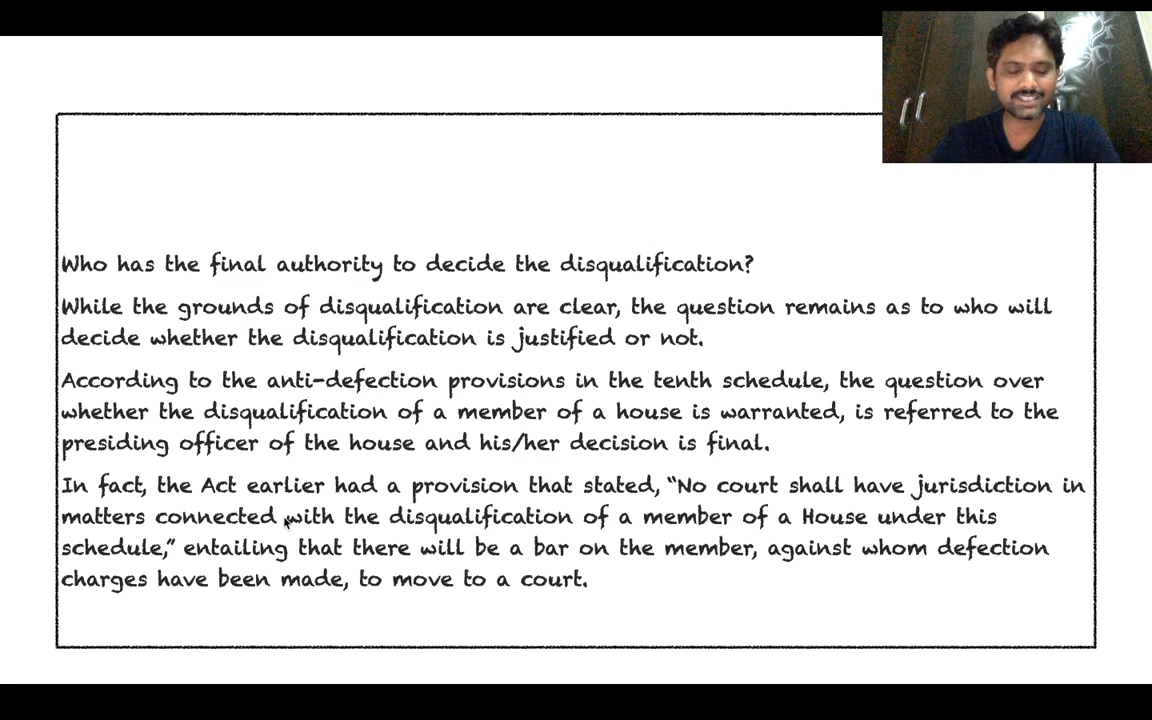 Who has the final authority to decide the disqualification?
While the grounds of disqualification are clear, the question remains as to who will
decide whether the disqualification is justified or not.
According to the anti-defection provisions in the tenth schedule, the question over
whether the disqualification of a member of a house is warranted, is referred to the
presiding officer of the house and his/her decision is final.
In fact, the Act earlier had a provision that stated, “No court shall have jurisdiction in
matters connected with the disqualification of a member of a House under this
schedule,” entailing that there will be a bar on the member, against whom defection
charges have been made, to move to a court.